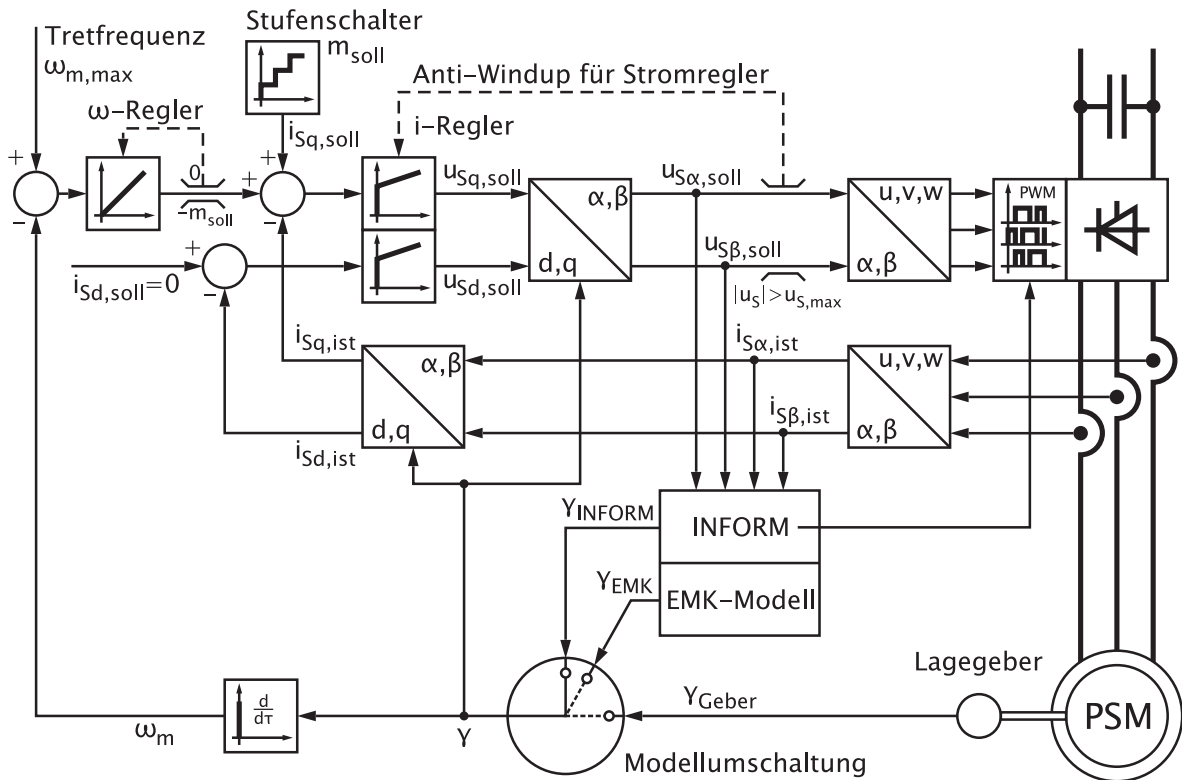 Tretfrequenz
ω_m,max
Stufenschalter
m_soll
Anti-Windup für Stromregler
ω-Regler
i-Regler
i_Sq,soll
+
-
0
-m_soll
+
+
-
u_Sq,soll
u_Sd,soll
α,β
d,q
u_Sα,soll
u_Sβ,soll
|u_S|>u_S,max
u,v,w
α,β
PWM
i_Sd,soll=0
+
-
i_Sq,ist
i_Sd,ist
α,β
d,q
i_Sα,ist
i_Sβ,ist
u,v,w
α,β
γ_INFORM
INFORM
γ_EMK
EMK-Modell
Lagegeber
γ_Geber
PSM
d/dτ
ω_m
γ
Modellumschaltung